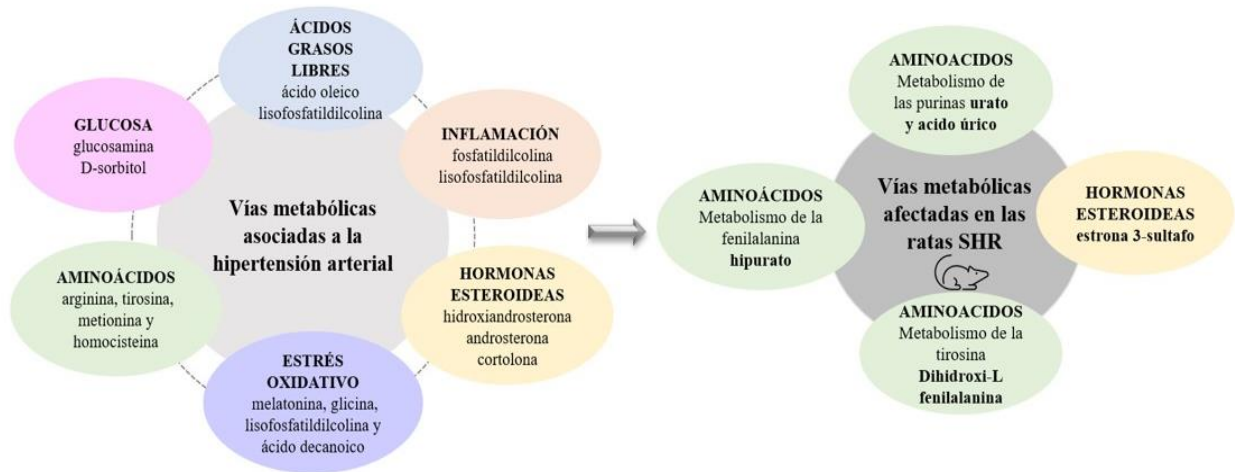 ÁCIDOS
GRASOS
LIBRES
ácido oleico
lisofosfatildilcolina
GLUCOSA
glucosamina
D-sorbitol
INFLAMACIÓN
fosfatildilcolina
lisofosfatildilcolina
Vías metabólicas
asociadas a la
hipertensión arterial
AMINOÁCIDOS
arginina, tirosina,
metionina y
homocisteina
HORMONAS
ESTEROIDEAS
hidroxiandrosterona
androsterona
cortolona
ESTRÉS
OXIDATIVO
melatonina, glicina,
lisofosfatildilcolina y
ácido decanoico
AMINOACIDOS
Metabolismo de
las purinas urato
y acido úrico
AMINOÁCIDOS
Metabolismo de la
fenilalanina
hipurato
Vías metabólicas
afectadas en las
ratas SHR
HORMONAS
ESTEROIDEAS
estrona 3-sultafo
AMINOACIDOS
Metabolismo de la
tirosina
Dihidroxi-L
fenilalanina